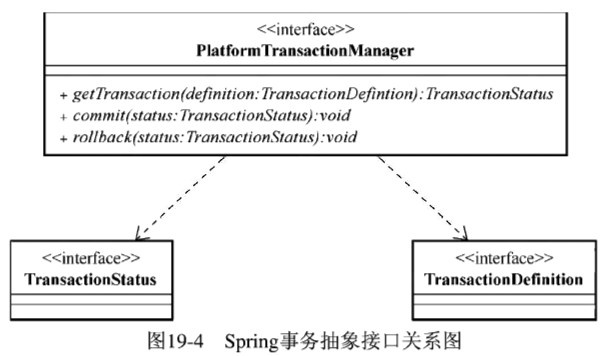 <<interface>>
PlatformTransactionManager
+ getTransaction(definition:TransactionDefintion):TransactionStatus
+ commit(status:TransactionStatus):void
+ rollback(status:TransactionStatus):void
<<interface>>
TransactionStatus
<<interface>>
TransactionDefinition
图19-4 Spring事务抽象接口关系图